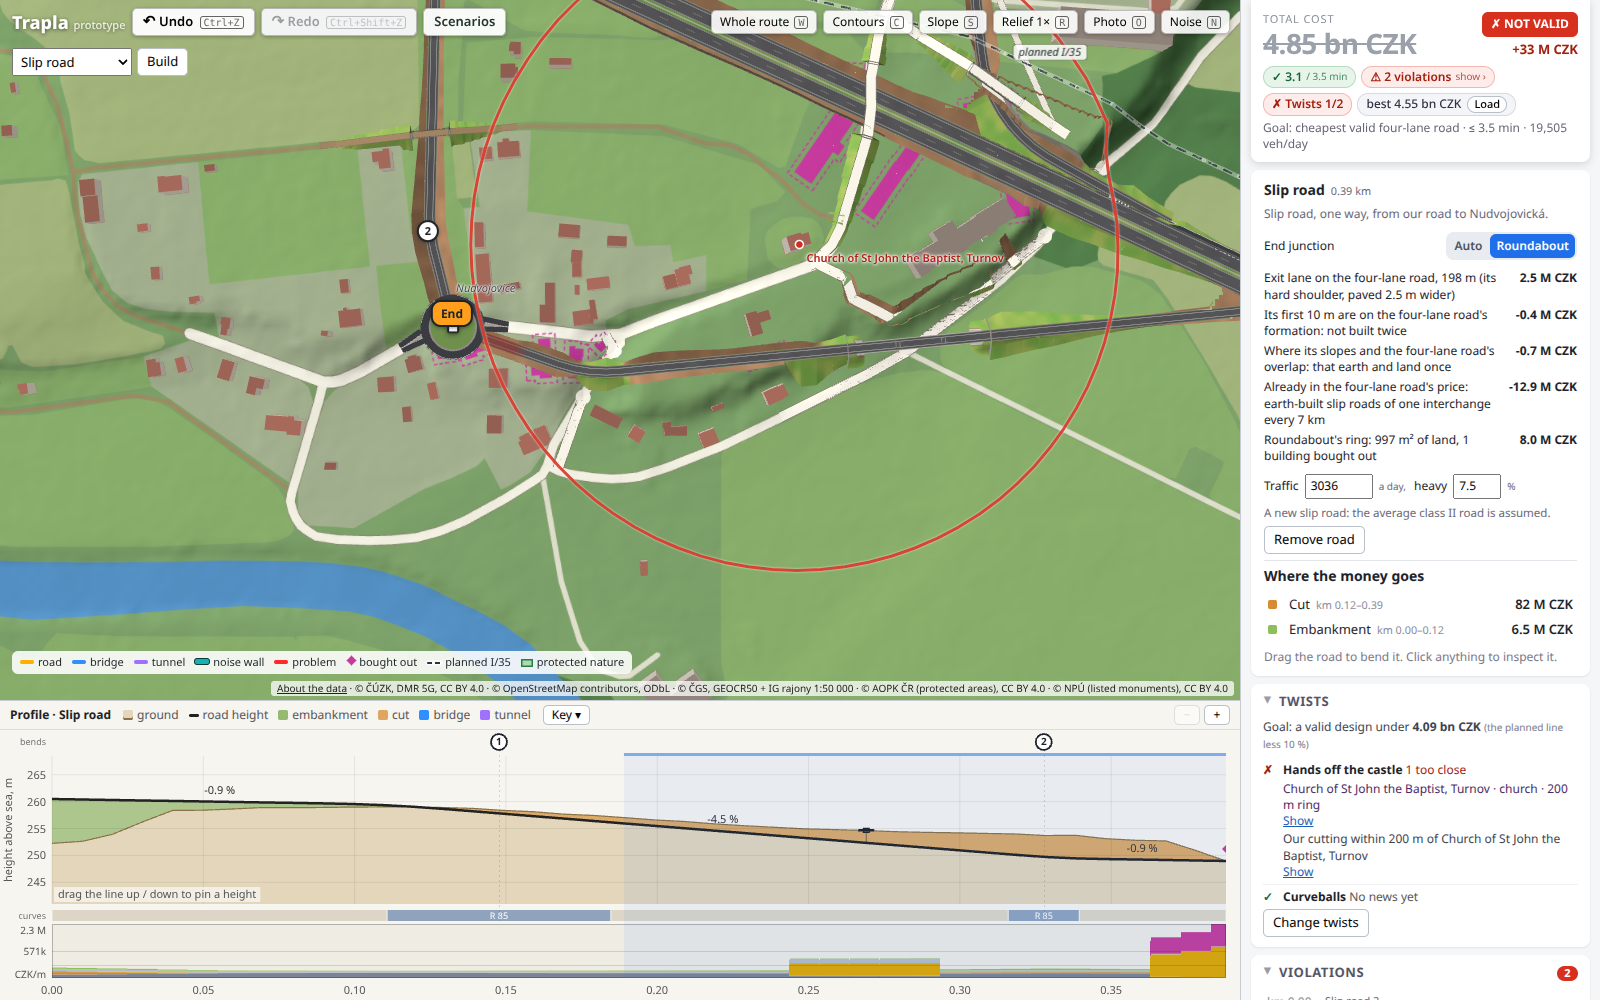 Trapla prototype
↶ Undo Ctrl+Z
↷ Redo Ctrl+Shift+Z
Scenarios
Whole route W
Contours C
Slope S
Relief 1× R
Photo O
Noise N
Slip road
Build
planned I/35
2
Church of St John the Baptist, Turnov
Nudvojovice
End
road bridge tunnel noise wall problem bought out planned I/35 protected nature
About the data · © ČÚZK, DMR 5G, CC BY 4.0 · © OpenStreetMap contributors, ODbL · © ČGS, GEOCR50 + IG rajony 1:50 000 · © AOPK ČR (protected areas), CC BY 4.0 · © NPÚ (listed monuments), CC BY 4.0
Profile · Slip road ground road height embankment cut bridge tunnel Key ▾ − +
bends 1 2
height above sea, m
265
260
255
250
245
-0.9 %
-4.5 %
-0.9 %
drag the line up / down to pin a height
curves R 85 R 85
2.3 M
571k
CZK/m
0.00 0.05 0.10 0.15 0.20 0.25 0.30 0.35
TOTAL COST
✗ NOT VALID
4.85 bn CZK
+33 M CZK
✓ 3.1 / 3.5 min
⚠ 2 violations show ›
✗ Twists 1/2
best 4.55 bn CZK Load
Goal: cheapest valid four-lane road · ≤ 3.5 min · 19,505
veh/day
Slip road 0.39 km
Slip road, one way, from our road to Nudvojovická.
End junction Auto Roundabout
Exit lane on the four-lane road, 198 m (its 2.5 M CZK
hard shoulder, paved 2.5 m wider)
Its first 10 m are on the four-lane road's -0.4 M CZK
formation: not built twice
Where its slopes and the four-lane road's -0.7 M CZK
overlap: that earth and land once
Already in the four-lane road's price: -12.9 M CZK
earth-built slip roads of one interchange
every 7 km
Roundabout's ring: 997 m² of land, 1 8.0 M CZK
building bought out
Traffic 3036 a day, heavy 7.5 %
A new slip road: the average class II road is assumed.
Remove road
Where the money goes
Cut km 0.12–0.39 82 M CZK
Embankment km 0.00–0.12 6.5 M CZK
Drag the road to bend it. Click anything to inspect it.
▼ TWISTS
Goal: a valid design under 4.09 bn CZK (the planned line
less 10 %)
✗ Hands off the castle 1 too close
Church of St John the Baptist, Turnov · church · 200
m ring
Show
Our cutting within 200 m of Church of St John the
Baptist, Turnov
Show
✓ Curveballs No news yet
Change twists
▼ VIOLATIONS 2